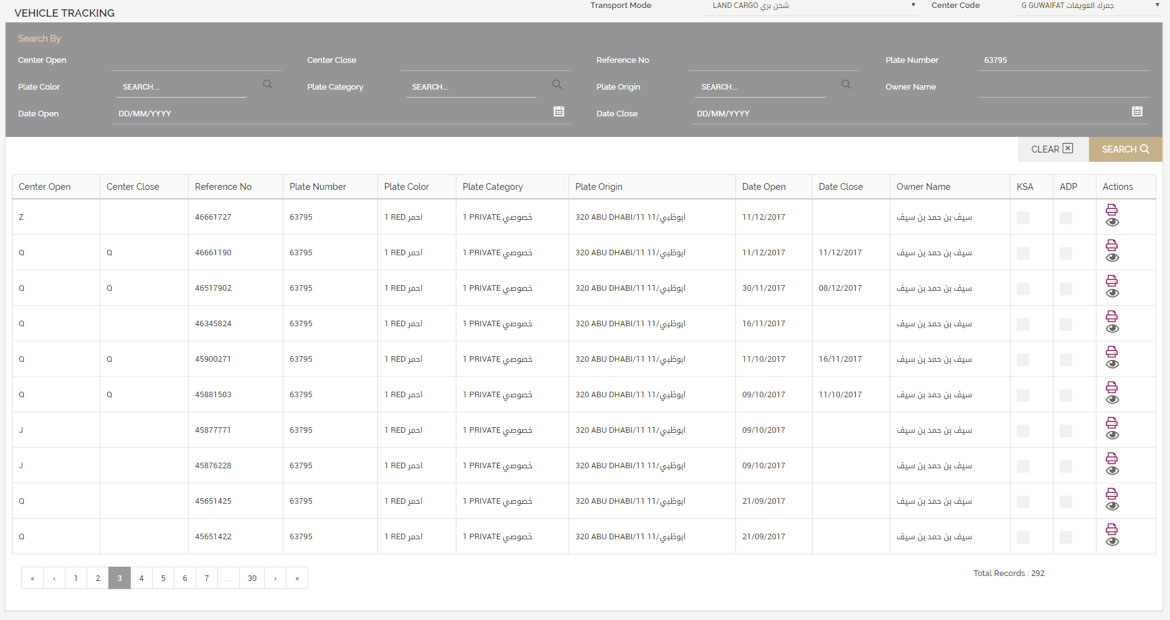 VEHICLE TRACKING
Transport Mode LAND CARGO شحن بري Center Code G GUWAIFAT جمرك الغويفات
Search By
Center Open Center Close Reference No Plate Number 63795
Plate Color SEARCH... Plate Category SEARCH... Plate Origin SEARCH... Owner Name
Date Open DD/MM/YYYY Date Close DD/MM/YYYY
CLEAR SEARCH
Center Open Center Close Reference No Plate Number Plate Color Plate Category Plate Origin Date Open Date Close Owner Name KSA ADP Actions
Z 46661727 63795 1 RED احمر 1 PRIVATE خصوصي 320 ABU DHABI/11 ابوظبي/11 11/12/2017 سيف بن حمد بن سيف
Q Q 46661190 63795 1 RED احمر 1 PRIVATE خصوصي 320 ABU DHABI/11 ابوظبي/11 11/12/2017 11/12/2017 سيف بن حمد بن سيف
Q Q 46517902 63795 1 RED احمر 1 PRIVATE خصوصي 320 ABU DHABI/11 ابوظبي/11 30/11/2017 08/12/2017 سيف بن حمد بن سيف
Q 46345824 63795 1 RED احمر 1 PRIVATE خصوصي 320 ABU DHABI/11 ابوظبي/11 16/11/2017 سيف بن حمد بن سيف
Q Q 45900271 63795 1 RED احمر 1 PRIVATE خصوصي 320 ABU DHABI/11 ابوظبي/11 11/10/2017 16/11/2017 سيف بن حمد بن سيف
Q Q 45881503 63795 1 RED احمر 1 PRIVATE خصوصي 320 ABU DHABI/11 ابوظبي/11 09/10/2017 11/10/2017 سيف بن حمد بن سيف
J 45877771 63795 1 RED احمر 1 PRIVATE خصوصي 320 ABU DHABI/11 ابوظبي/11 09/10/2017 سيف بن حمد بن سيف
J 45876228 63795 1 RED احمر 1 PRIVATE خصوصي 320 ABU DHABI/11 ابوظبي/11 09/10/2017 سيف بن حمد بن سيف
Q 45651425 63795 1 RED احمر 1 PRIVATE خصوصي 320 ABU DHABI/11 ابوظبي/11 21/09/2017 سيف بن حمد بن سيف
Q 45651422 63795 1 RED احمر 1 PRIVATE خصوصي 320 ABU DHABI/11 ابوظبي/11 21/09/2017 سيف بن حمد بن سيف
« ‹ 1 2 3 4 5 6 7 ... 30 › » Total Records : 292